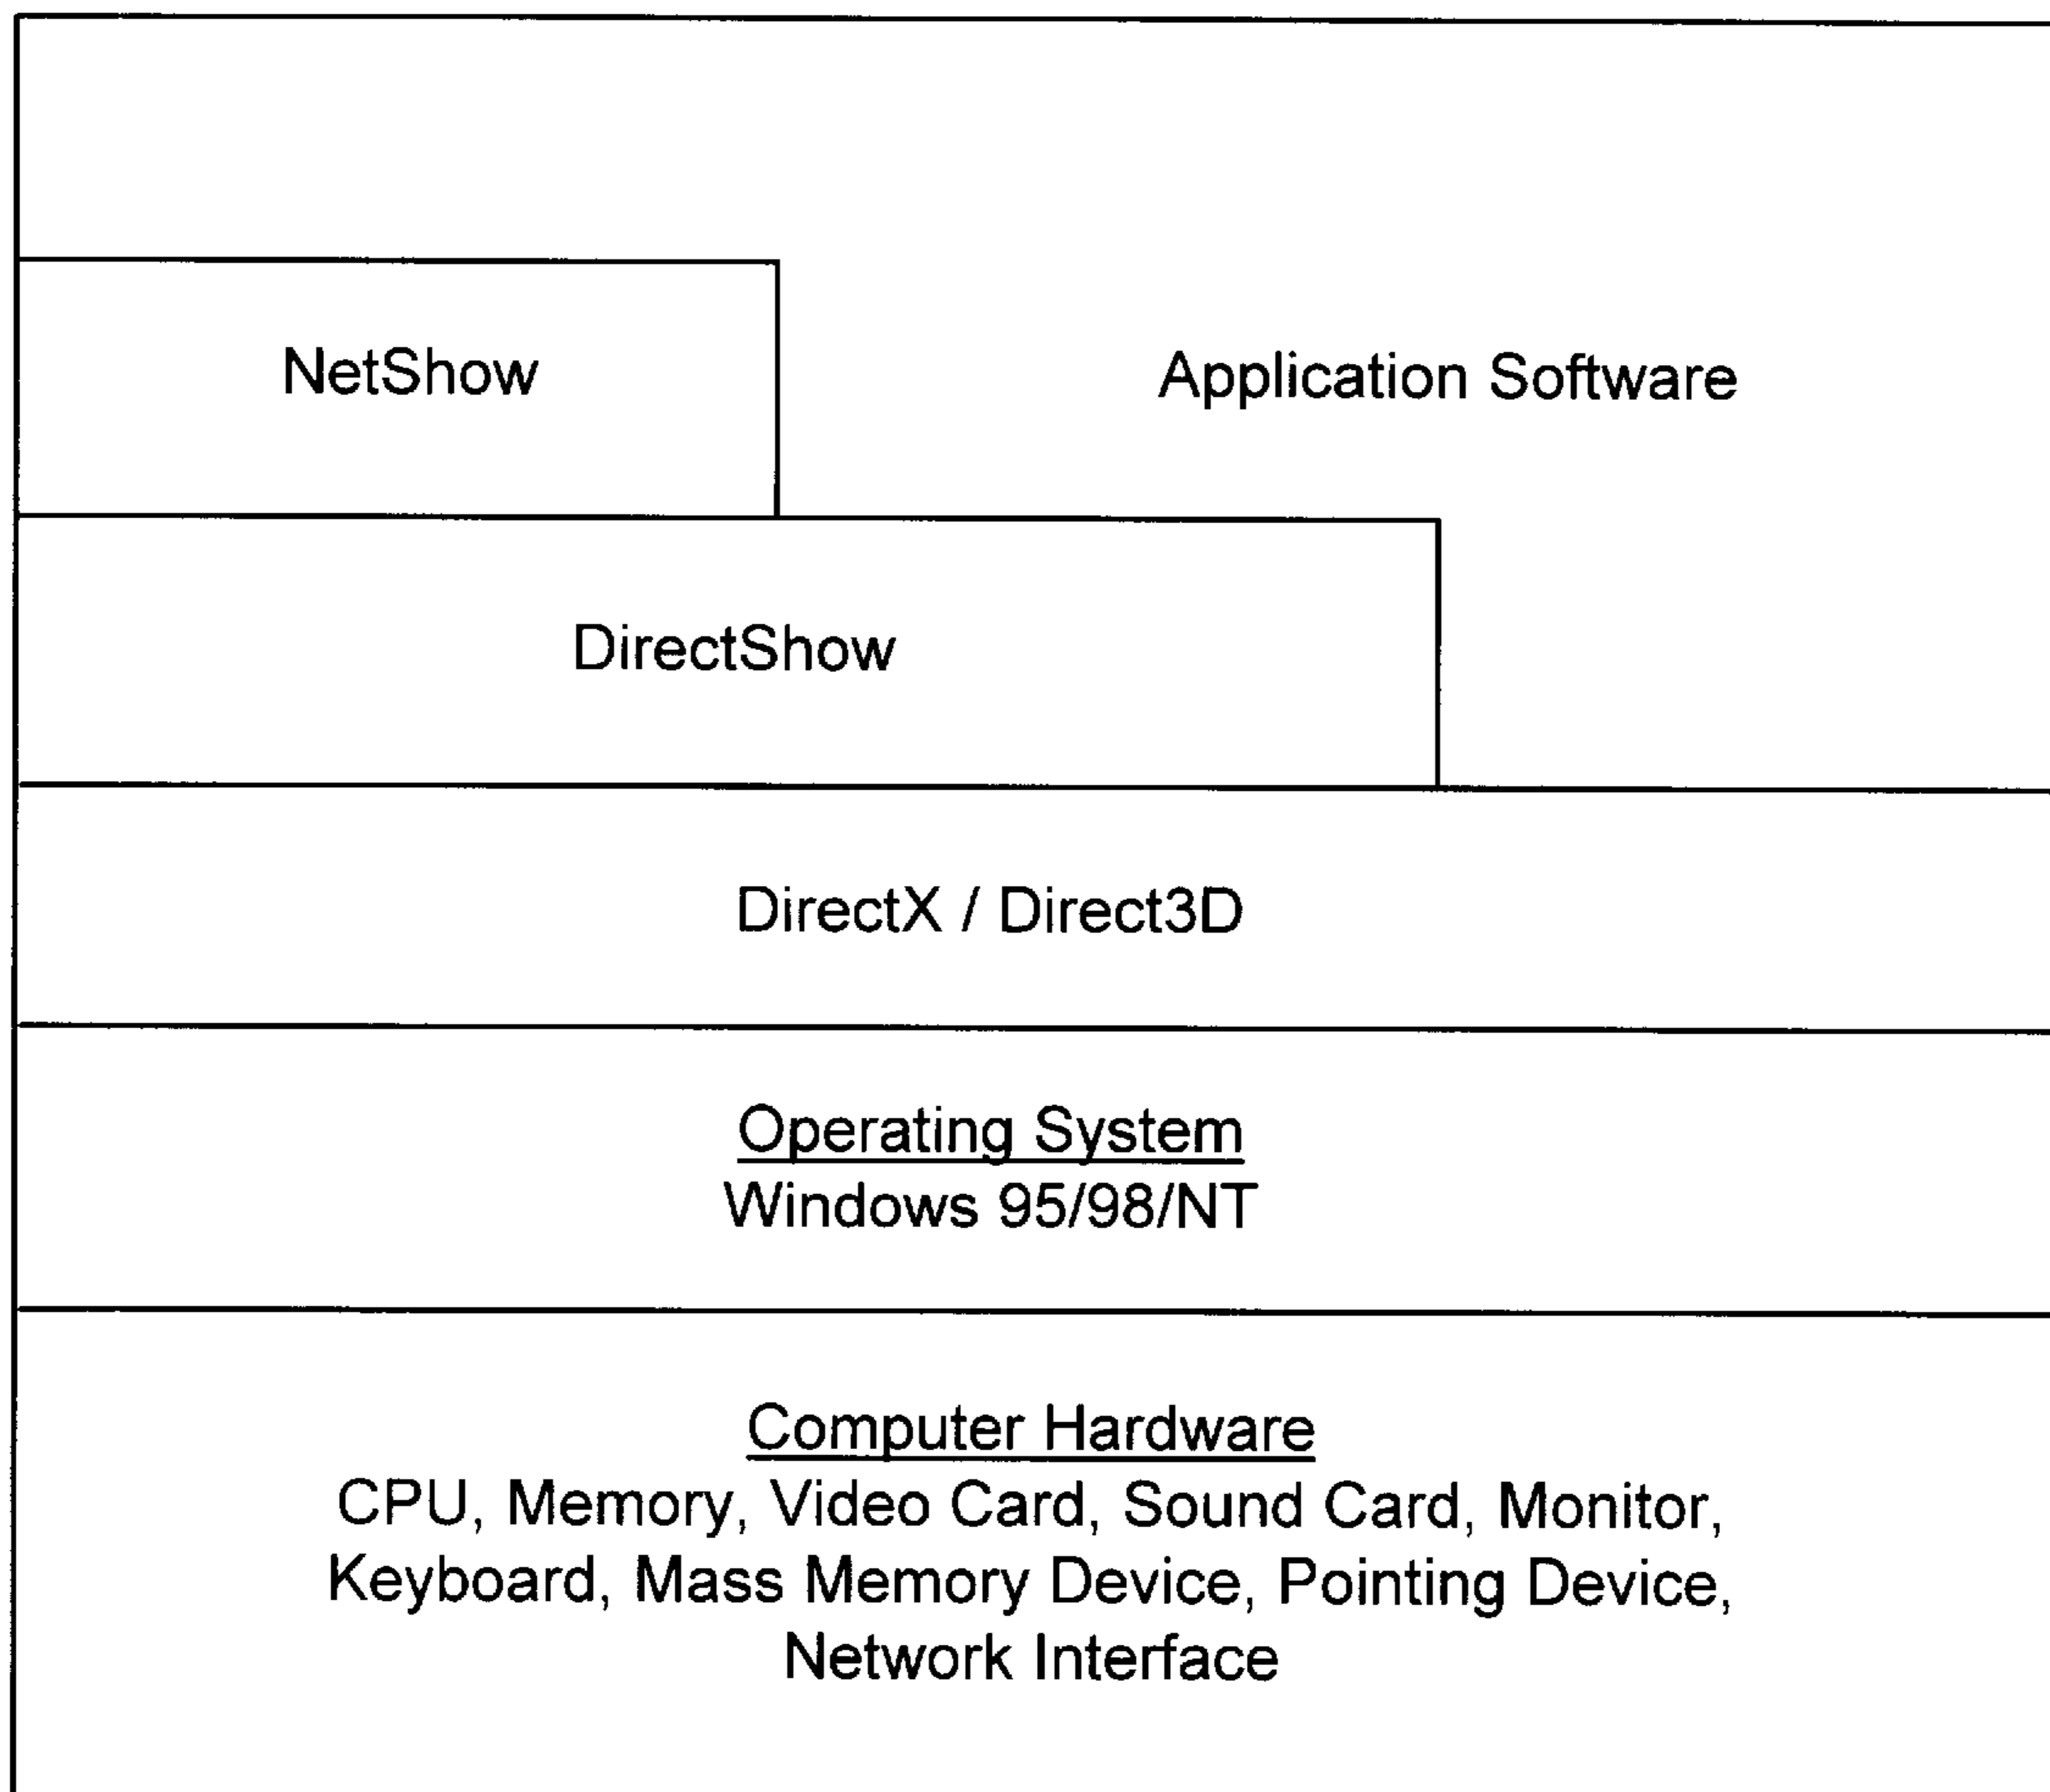 NetShow
Application Software
DirectShow
DirectX / Direct3D
Operating System
Windows 95/98/NT
Computer Hardware
CPU, Memory, Video Card, Sound Card, Monitor,
Keyboard, Mass Memory Device, Pointing Device,
Network Interface